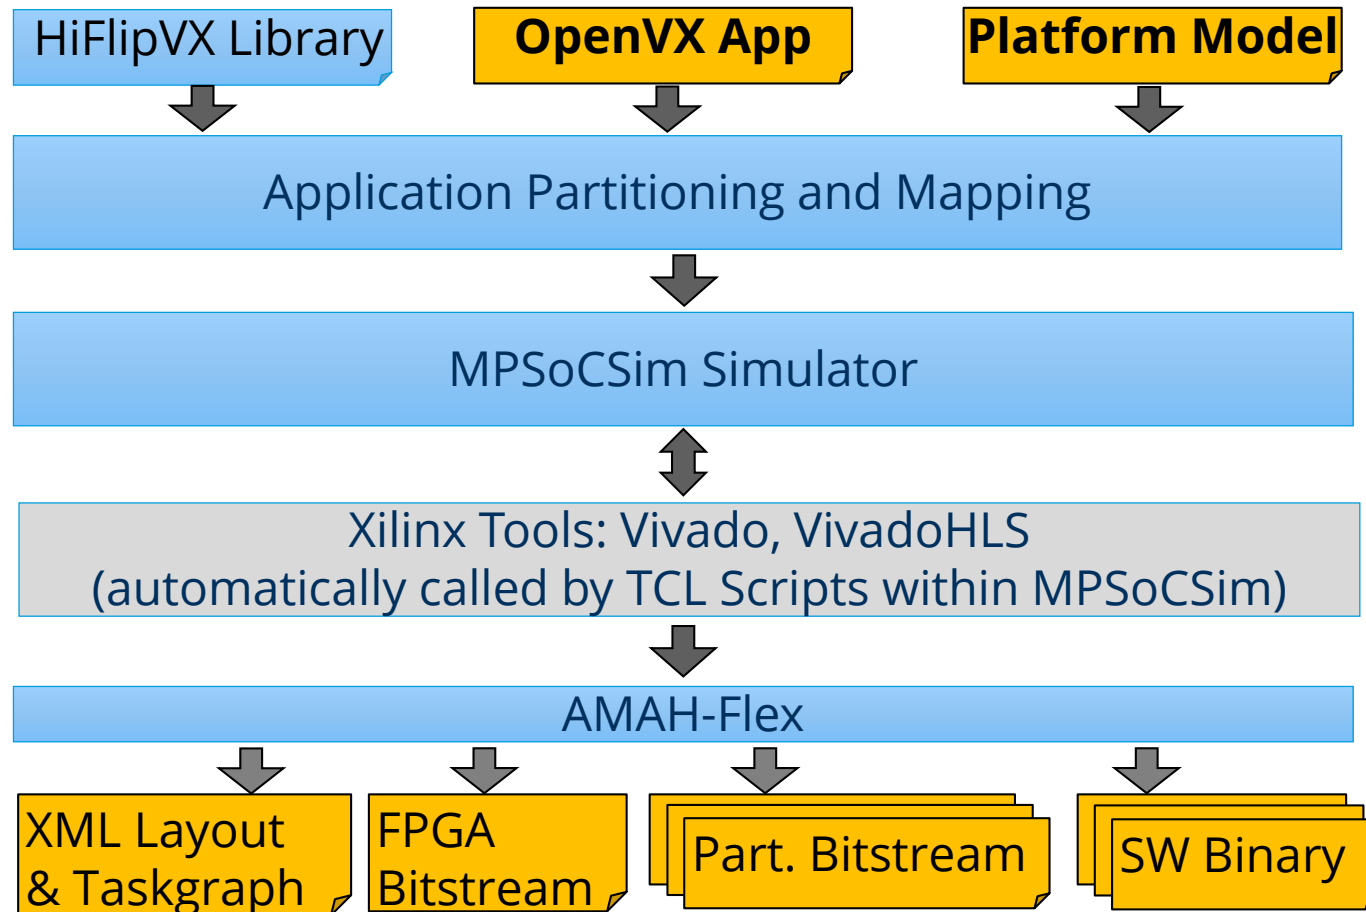 HiFlipVX Library
OpenVX App
Platform Model
Application Partitioning and Mapping
MPSoCSim Simulator
Xilinx Tools: Vivado, VivadoHLS
(automatically called by TCL Scripts within MPSoCSim)
AMAH-Flex
XML Layout
& Taskgraph
FPGA
Bitstream
Part. Bitstream
SW Binary